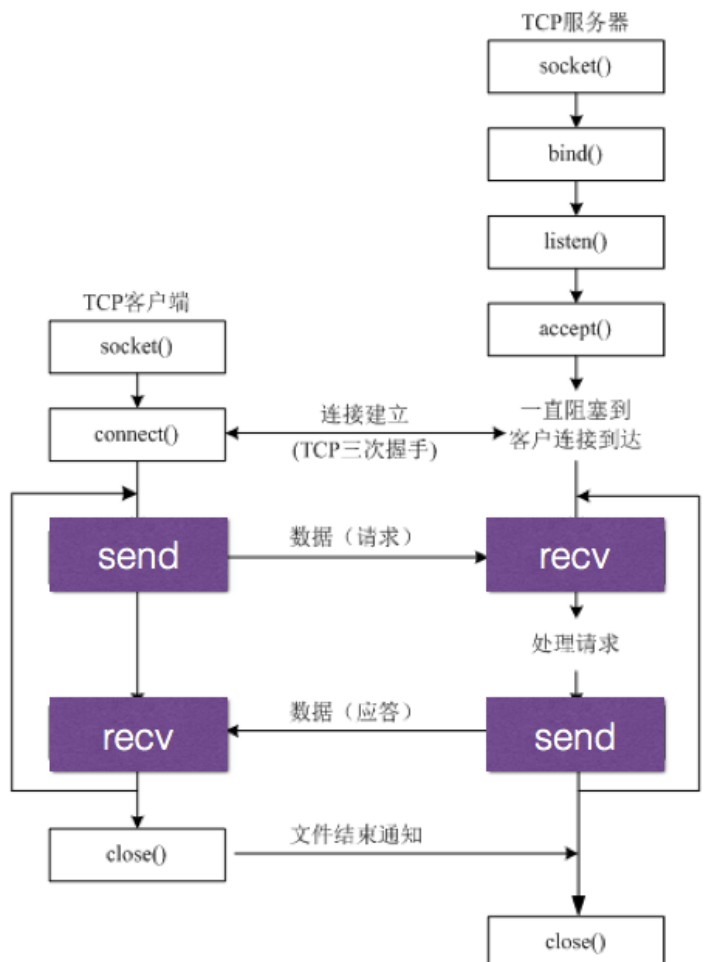 TCP服务器
socket()
bind()
listen()
TCP客户端
accept()
socket()
connect()
连接建立
(TCP三次握手)
一直阻塞到
客户连接到达
send
数据（请求）
recv
处理请求
recv
数据（应答）
send
close()
文件结束通知
close()